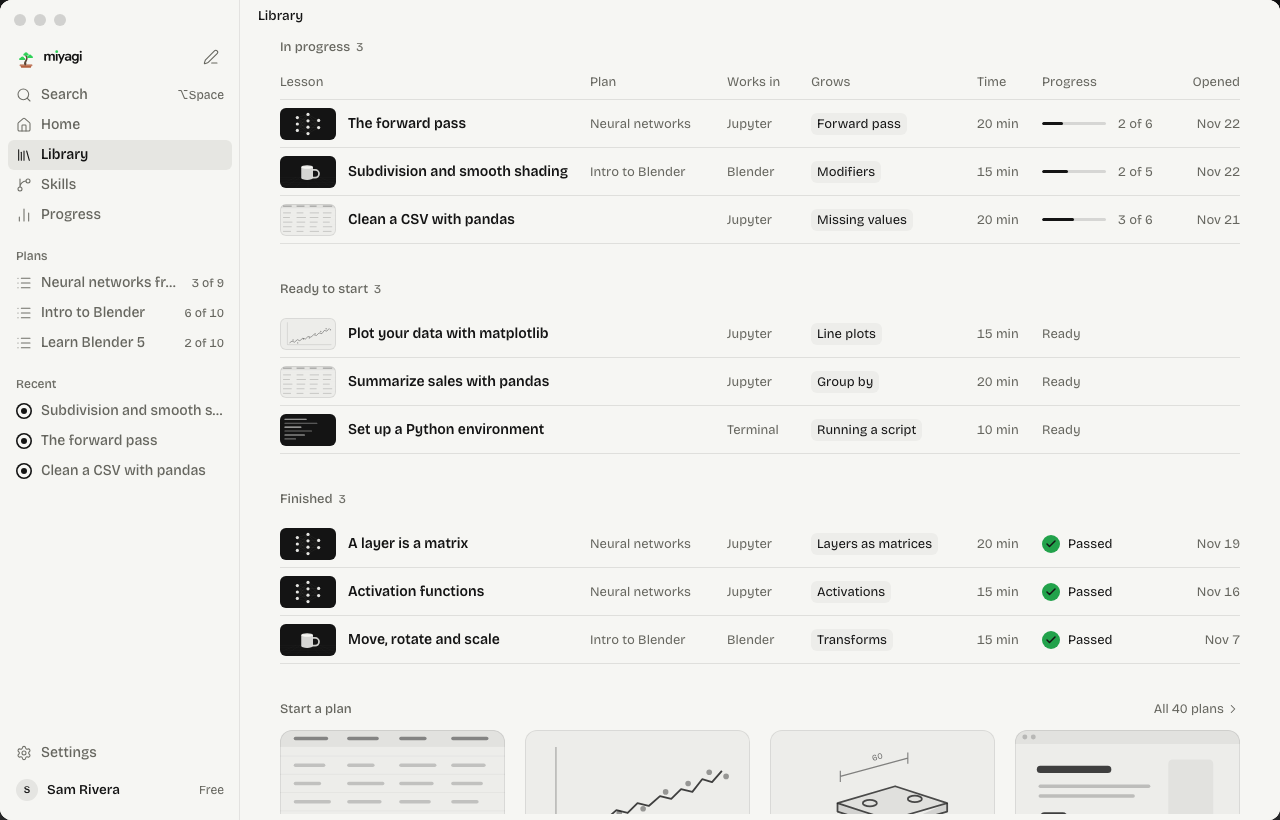 Library
miyagi
Search ⌥Space
Home
Library
Skills
Progress
Plans
Neural networks fr... 3 of 9
Intro to Blender 6 of 10
Learn Blender 5 2 of 10
Recent
Subdivision and smooth s...
The forward pass
Clean a CSV with pandas
Settings
S Sam Rivera Free
In progress 3
Lesson Plan Works in Grows Time Progress Opened
The forward pass Neural networks Jupyter Forward pass 20 min 2 of 6 Nov 22
Subdivision and smooth shading Intro to Blender Blender Modifiers 15 min 2 of 5 Nov 22
Clean a CSV with pandas Jupyter Missing values 20 min 3 of 6 Nov 21
Ready to start 3
Plot your data with matplotlib Jupyter Line plots 15 min Ready
Summarize sales with pandas Jupyter Group by 20 min Ready
Set up a Python environment Terminal Running a script 10 min Ready
Finished 3
A layer is a matrix Neural networks Jupyter Layers as matrices 20 min Passed Nov 19
Activation functions Neural networks Jupyter Activations 15 min Passed Nov 16
Move, rotate and scale Intro to Blender Blender Transforms 15 min Passed Nov 7
Start a plan All 40 plans
60